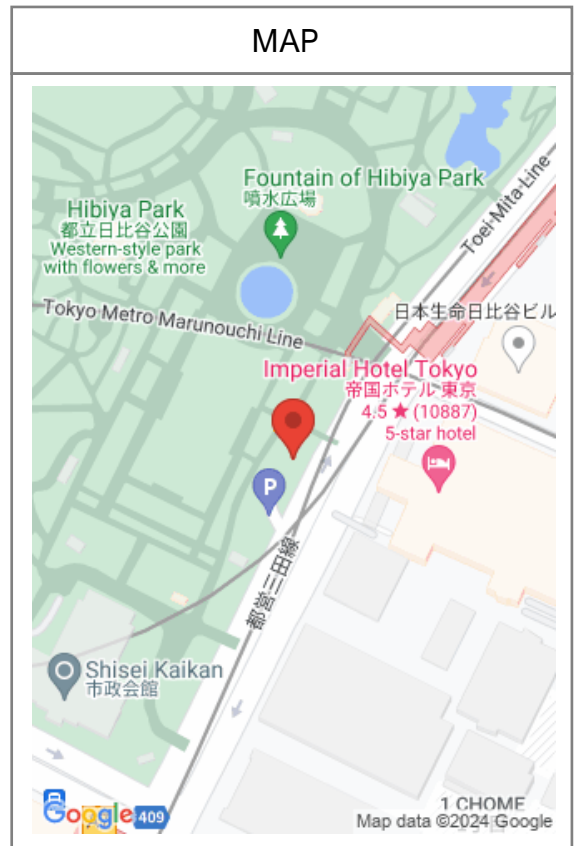 MAP
Fountain of Hibiya Park
噴水広場
Hibiya Park
都立日比谷公園
Western-style park
with flowers & more
Toei-Mita-Line
Tokyo Metro Marunouchi Line
日本生命日比谷ビル
Imperial Hotel Tokyo
帝国ホテル 東京
4.5 ★ (10887)
5-star hotel
P
都営三田線
Shisei Kaikan
市政会館
1 CHOME
Google
409
Map data ©2024 Google